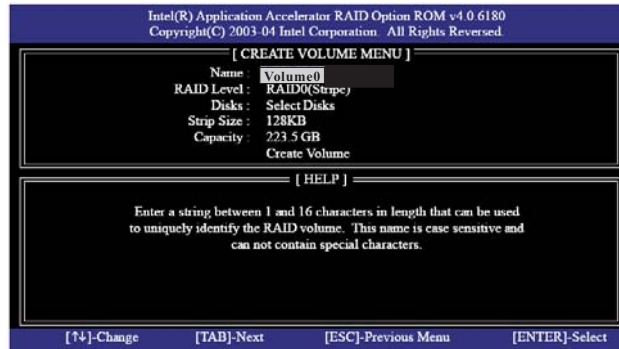 Intel(R) Application Accelerator RAID Option ROM v4.0 6180
Copyright(C) 2003-04 Intel Corporation. All Rights Reversed.
[ CREATE VOLUME MENU ]
Name : Volume0
RAID Level : RAID0(Stripe)
Disks : Select Disks
Strip Size : 128KB
Capacity : 223.5 GB
Create Volume
[ HELP ]
Enter a string between 1 and 16 characters in length that can be used
to uniquely identify the RAID volume. This name is case sensitive and
can not contain special characters.
[↑↓]-Change [TAB]-Next [ESC]-Previous Menu [ENTER]-Select